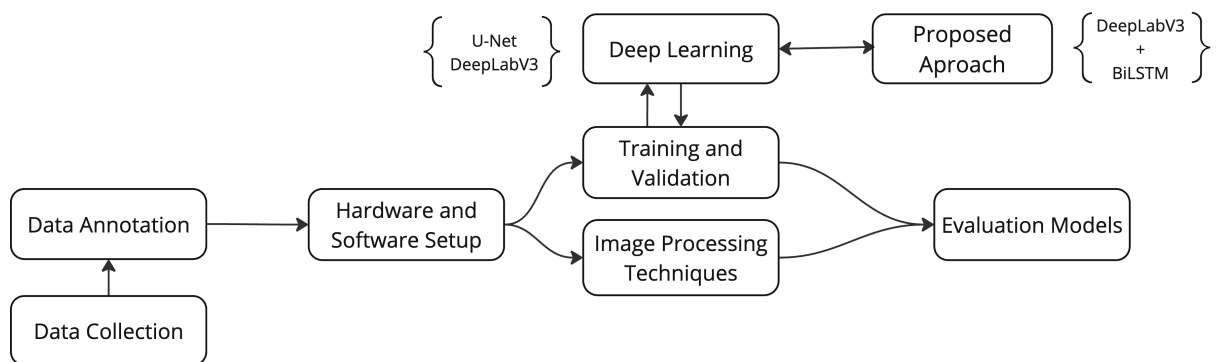 U-Net
DeepLabV3
Deep Learning
Proposed
Aproach
DeepLabV3
+
BiLSTM
Training and
Validation
Data Annotation
Hardware and
Software Setup
Image Processing
Techniques
Evaluation Models
Data Collection